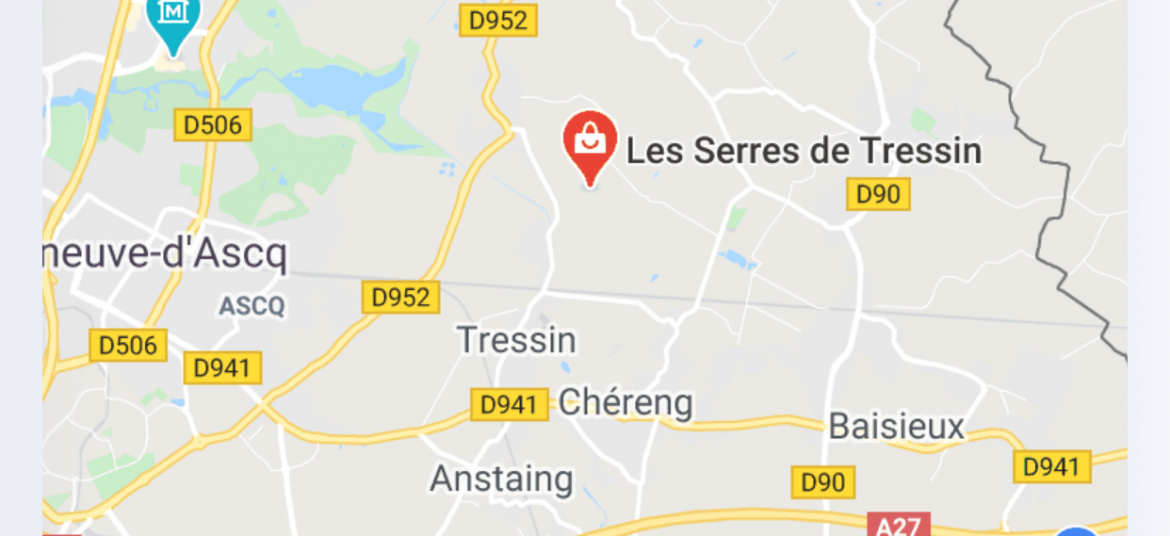 D952
M
D506
Les Serres de Tressin
D90
neuve-d'Ascq
D952
ASCQ
Tressin
D506
D941
D941
Chéreng
Baisieux
D941
Anstaing
D90
A27